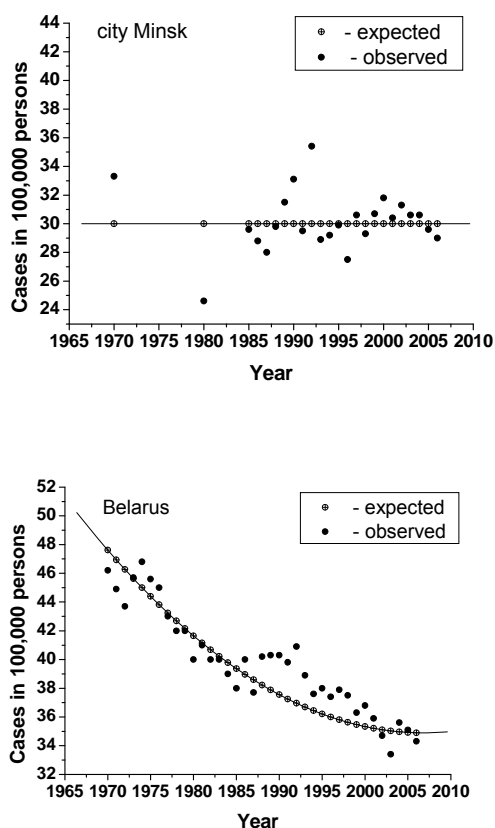 city Minsk
- expected
- observed
Cases in 100,000 persons
44
42
40
38
36
34
32
30
28
26
24
1965 1970 1975 1980 1985 1990 1995 2000 2005 2010
Year
Belarus
- expected
- observed
Cases in 100,000 persons
52
50
48
46
44
42
40
38
36
34
32
1965 1970 1975 1980 1985 1990 1995 2000 2005 2010
Year